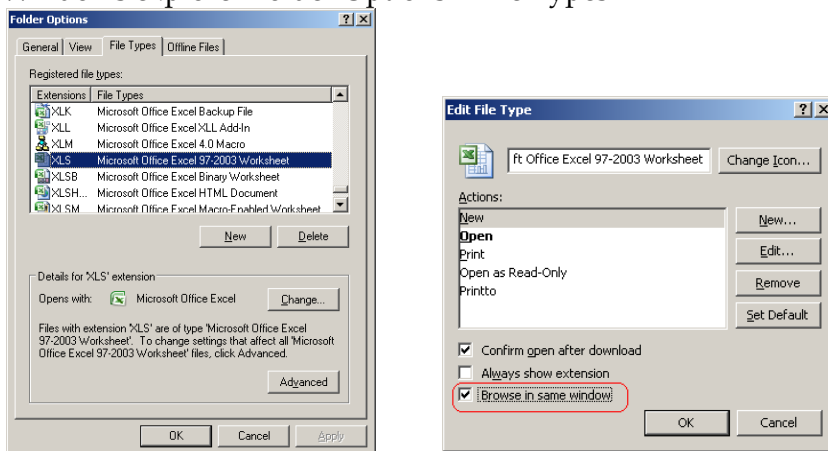 Folder Options
General View File Types Offline Files
Registered file types:
Extensions File Types
XLK Microsoft Office Excel Backup File
XLL Microsoft Office Excel XLL Add-In
XLM Microsoft Office Excel 4.0 Macro
XLS Microsoft Office Excel 97-2003 Worksheet
XLSB Microsoft Office Excel Binary Worksheet
XLSH... Microsoft Office Excel HTML Document
XLSM Microsoft Office Excel Macro-Enabled Worksheet
New Delete
Details for 'XLS' extension
Opens with: Microsoft Office Excel Change...
Files with extension 'XLS' are of type 'Microsoft Office Excel
97-2003 Worksheet'. To change settings that affect all 'Microsoft
Office Excel 97-2003 Worksheet' files, click Advanced.
Advanced
OK Cancel Apply
Edit File Type
ft Office Excel 97-2003 Worksheet Change Icon...
Actions:
New
Open
Print
Open as Read-Only
Printto
New...
Edit...
Remove
Set Default
Confirm open after download
Always show extension
Browse in same window
OK Cancel